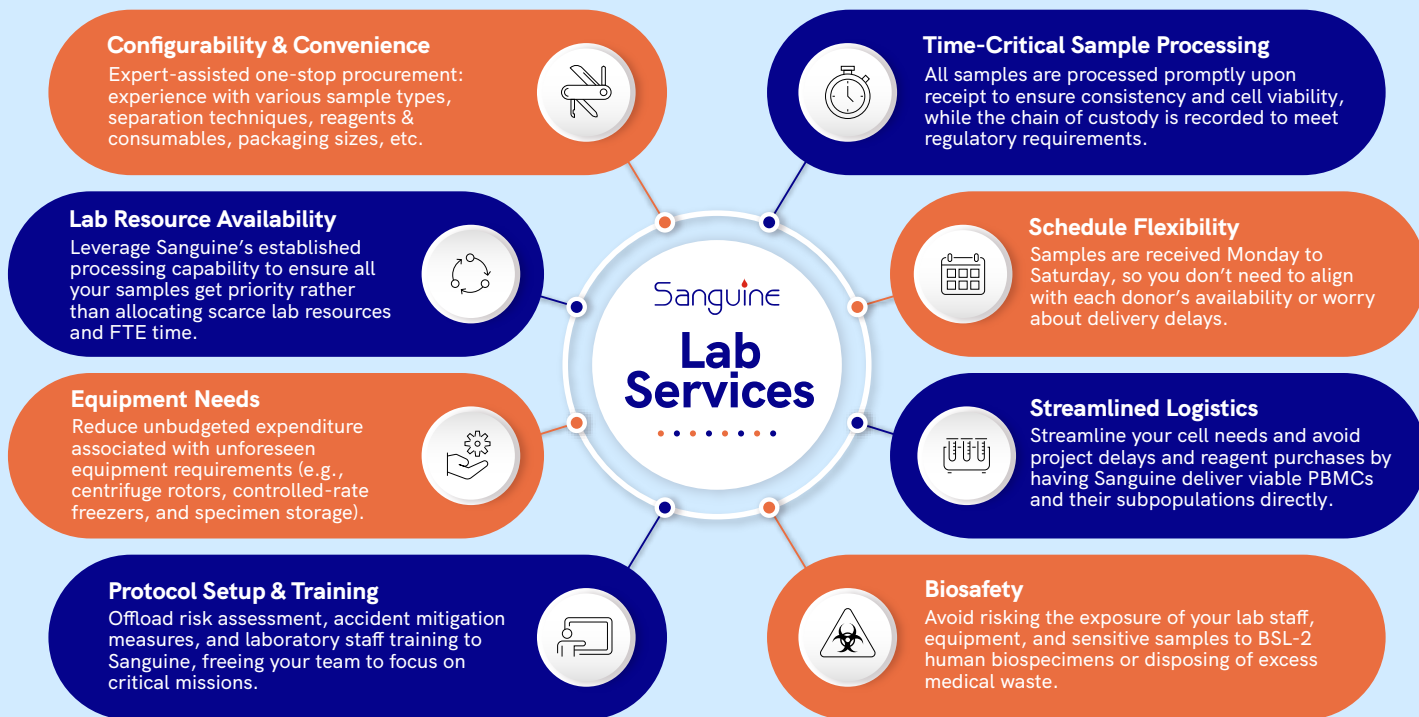 Configurability & Convenience
Expert-assisted one-stop procurement:
experience with various sample types,
separation techniques, reagents &
consumables, packaging sizes, etc.
Time-Critical Sample Processing
All samples are processed promptly upon
receipt to ensure consistency and cell viability,
while the chain of custody is recorded to meet
regulatory requirements.
Lab Resource Availability
Leverage Sanguine’s established
processing capability to ensure all
your samples get priority rather
than allocating scarce lab resources
and FTE time.
Schedule Flexibility
Samples are received Monday to
Saturday, so you don’t need to align
with each donor’s availability or worry
about delivery delays.
Sanguine
Lab
Services
Equipment Needs
Reduce unbudgeted expenditure
associated with unforeseen
equipment requirements (e.g.,
centrifuge rotors, controlled-rate
freezers, and specimen storage).
Streamlined Logistics
Streamline your cell needs and avoid
project delays and reagent purchases by
having Sanguine deliver viable PBMCs
and their subpopulations directly.
Protocol Setup & Training
Offload risk assessment, accident mitigation
measures, and laboratory staff training to
Sanguine, freeing your team to focus on
critical missions.
Biosafety
Avoid risking the exposure of your lab staff,
equipment, and sensitive samples to BSL-2
human biospecimens or disposing of excess
medical waste.